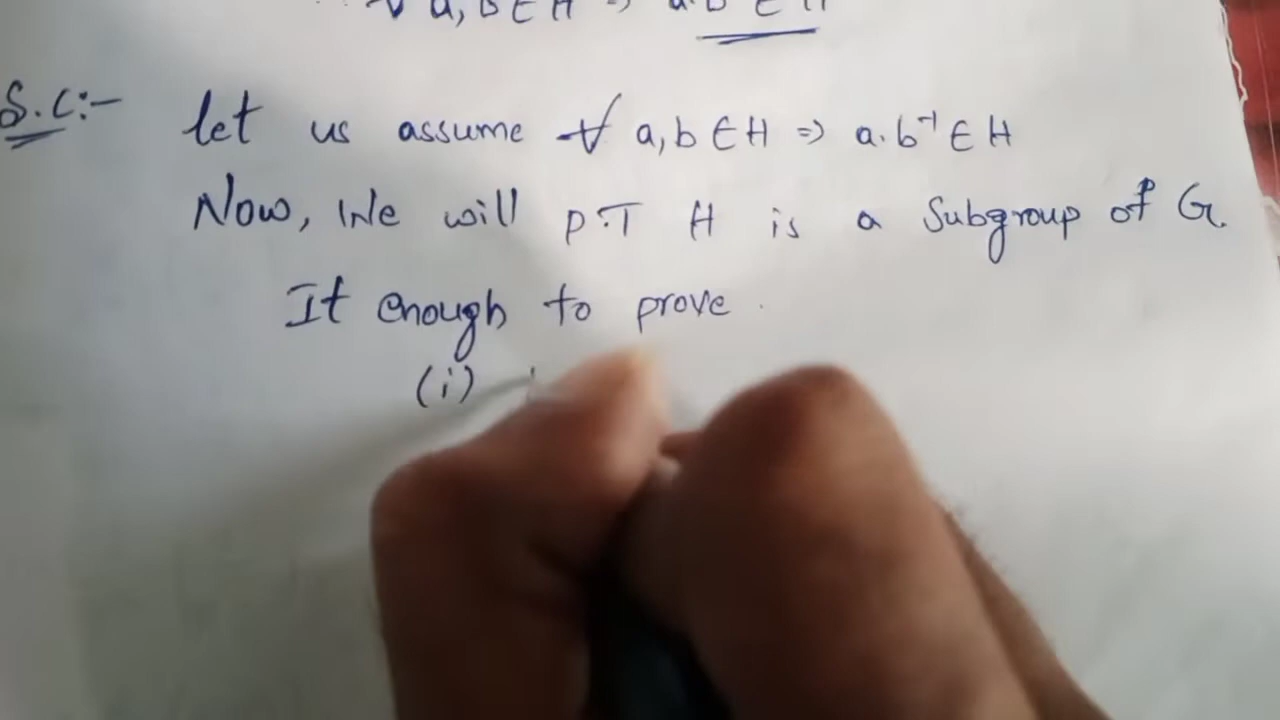 ∀ a, b ∈ H ⇒ a.b ∈ H
S.C:- let us assume ∀ a, b ∈ H ⇒ a.b⁻¹ ∈ H
Now, We will P.T H is a Subgroup of G
It enough to prove.
(i)